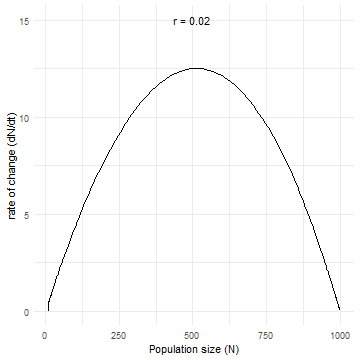 r = 0.02
15
10
5
0
rate of change (dN/dt)
0 250 500 750 1000
Population size (N)